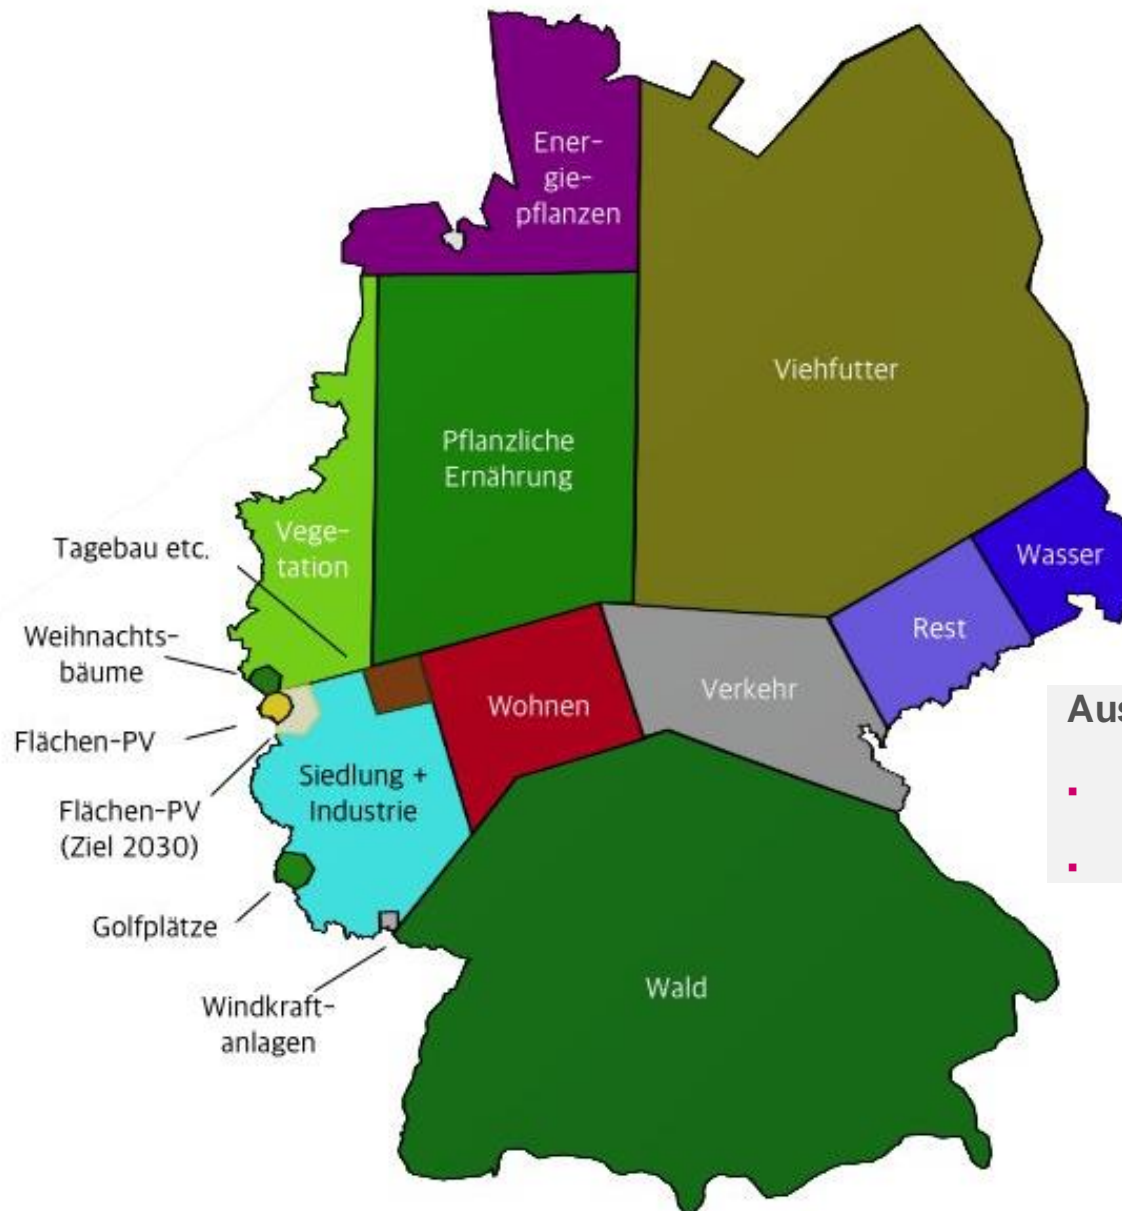 Ener-
gie-
pflanzen
Viehfutter
Pflanzliche
Ernährung
Vege-
tation
Tagebau etc.
Wasser
Weihnachts-
bäume
Rest
Wohnen
Verkehr
Flächen-PV
Siedlung +
Industrie
Flächen-PV
(Ziel 2030)
Golfplätze
Windkraft-
anlagen
Wald